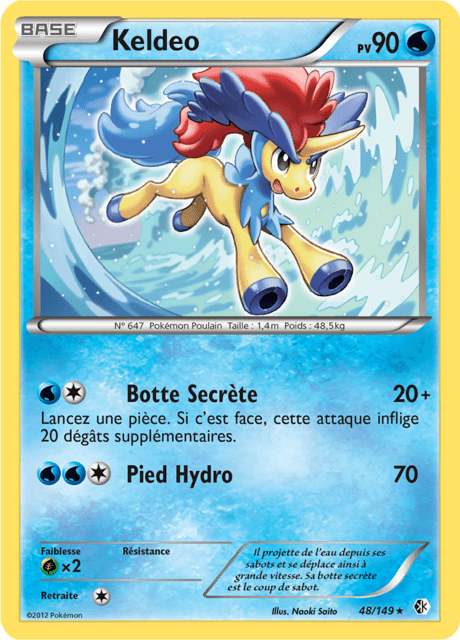 BASE Keldeo PV 90
N° 647 Pokémon Poulain Taille : 1,4m Poids : 48,5kg
Botte Secrète 20+
Lancez une pièce. Si c'est face, cette attaque inflige
20 dégâts supplémentaires.
Pied Hydro 70
Faiblesse Résistance
×2
Retraite
Il projette de l'eau depuis ses
sabots et se déplace ainsi à
grande vitesse. Sa botte secrète
est le coup de sabot.
©2012 Pokémon Illus. Naoki Saito 48/149 ★